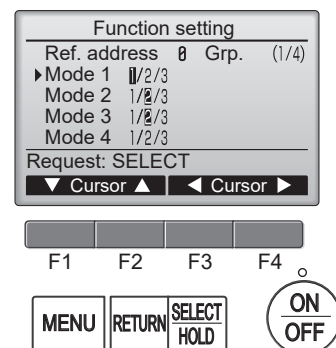 Function setting
Ref. address 0 Grp. (1/4)
▶Mode 1 1/2/3
Mode 2 1/2/3
Mode 3 1/2/3
Mode 4 1/2/3
Request: SELECT
▼ Cursor ▲ ◀ Cursor ▶
F1 F2 F3 F4
MENU RETURN SELECT/HOLD ON/OFF